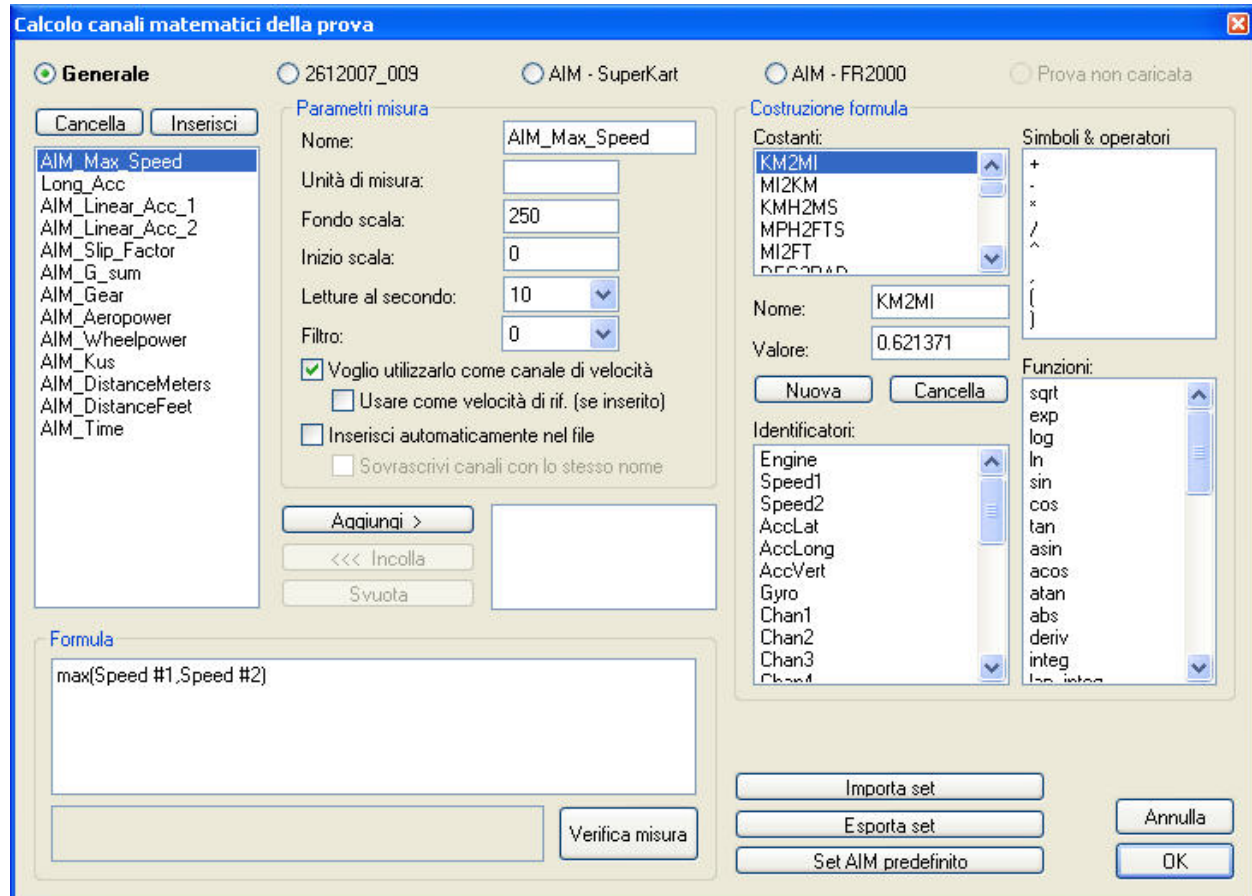 Calcolo canali matematici della prova
Generale
2612007_009
AIM - SuperKart
AIM - FR2000
Prova non caricata
Cancella
Inserisci
AIM_Max_Speed
Long_Acc
AIM_Linear_Acc_1
AIM_Linear_Acc_2
AIM_Slip_Factor
AIM_G_sum
AIM_Gear
AIM_Aeropower
AIM_Wheelpower
AIM_Kus
AIM_DistanceMeters
AIM_DistanceFeet
AIM_Time
Parametri misura
Nome: AIM_Max_Speed
Unità di misura:
Fondo scala: 250
Inizio scala: 0
Letture al secondo: 10
Filtro: 0
Voglio utilizzarlo come canale di velocità
Usare come velocità di rif. (se inserito)
Inserisci automaticamente nel file
Sovrascrivi canali con lo stesso nome
Aggiungi >
<<< Incolla
Svuota
Formula
max(Speed #1,Speed #2)
Verifica misura
Costruzione formula
Costanti:
KM2MI
MI2KM
KMH2MS
MPH2FTS
MI2FT
DEG2RAD
Nome: KM2MI
Valore: 0.621371
Nuova
Cancella
Identificatori:
Engine
Speed1
Speed2
AccLat
AccLong
AccVert
Gyro
Chan1
Chan2
Chan3
Chan4
Simboli & operatori
+
-
*
/
^
,
(
)
Funzioni:
sqrt
exp
log
ln
sin
cos
tan
asin
acos
atan
abs
deriv
integ
lap_integ
Importa set
Esporta set
Set AIM predefinito
Annulla
OK